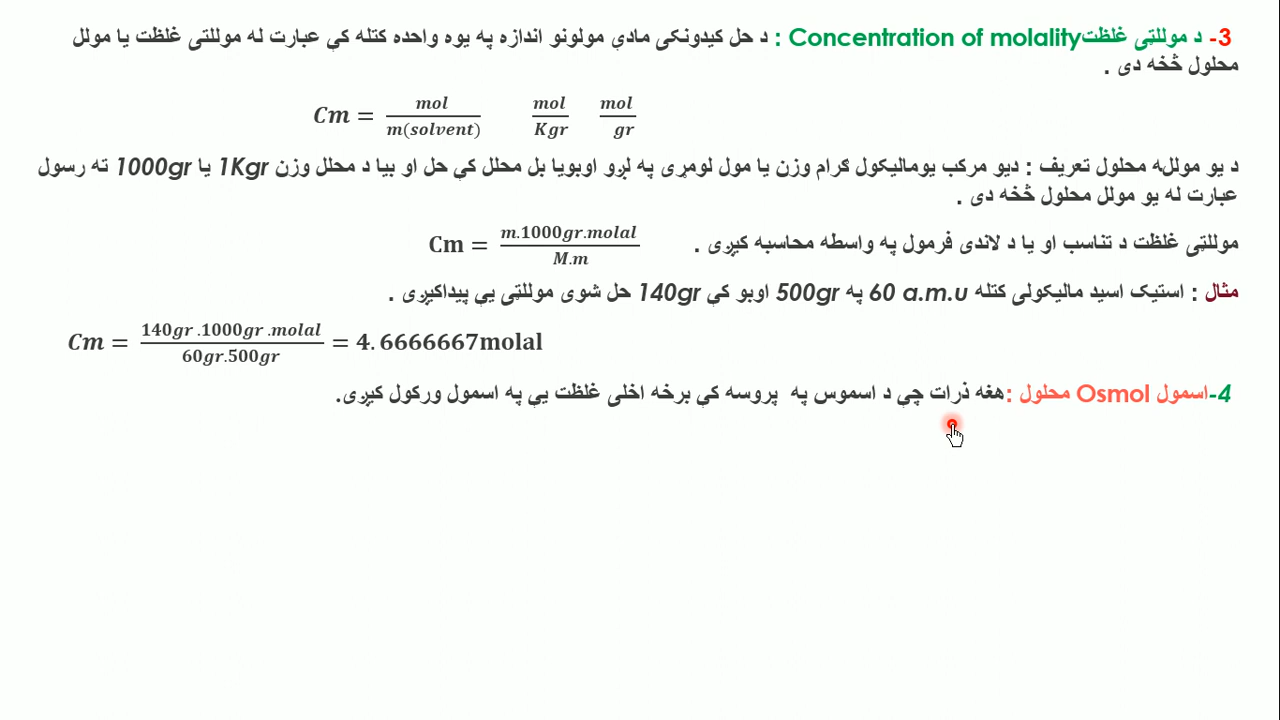 3- د موللټی غلظتConcentration of molality : د حل کیدونکی مادې مولونو اندازه په یوه واحده کتله کې عبارت له موللتی غلظت یا مولل
محلول څخه دی .
Cm = mol / m(solvent)   mol / Kgr   mol / gr
د یو موللہ محلول تعریف : دیو مرکب یومالیکول ګرام وزن یا مول لومړی په لږو اوبویا بل محلل کې حل او بیا د محلل وزن 1Kgr یا 1000gr ته رسول
عبارت له یو مولل محلول څخه دی .
موللټی غلظت د تناسب او یا د لاندی فرمول په واسطه محاسبه کیږی . Cm = m.1000gr.molal / M.m
مثال : استیک اسید مالیکولی کتله 60 a.m.u په 500gr اوبو کې 140gr حل شوی موللټی یې پیداکیږی .
Cm = 140gr .1000gr .molal / 60gr.500gr = 4.6666667molal
4-اسمول Osmol محلول :هغه ذرات چې د اسموس په پروسه کې برخه اخلی غلظت یې په اسمول ورکول کیږی.